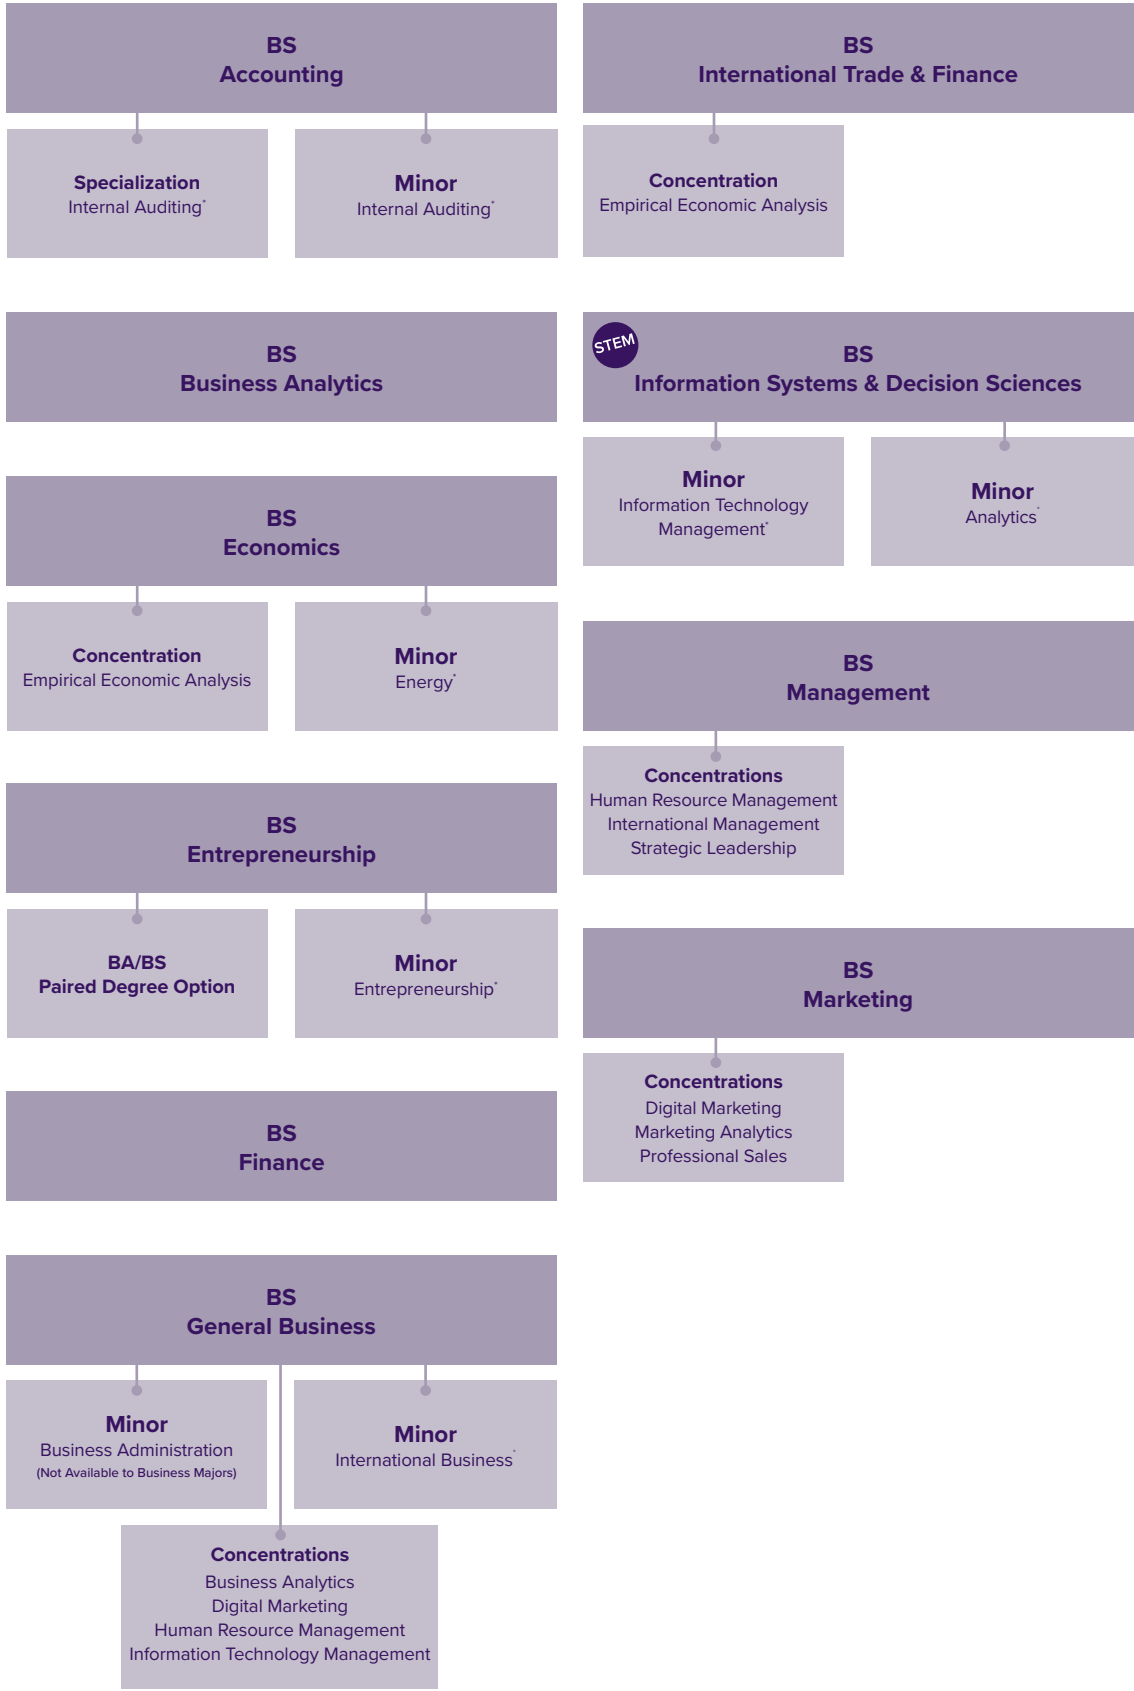 BS
Accounting
Specialization
Internal Auditing*
Minor
Internal Auditing*
BS
Business Analytics
BS
Economics
Concentration
Empirical Economic Analysis
Minor
Energy*
BS
Entrepreneurship
BA/BS
Paired Degree Option
Minor
Entrepreneurship*
BS
Finance
BS
General Business
Minor
Business Administration
(Not Available to Business Majors)
Minor
International Business*
Concentrations
Business Analytics
Digital Marketing
Human Resource Management
Information Technology Management
BS
International Trade & Finance
Concentration
Empirical Economic Analysis
STEM
BS
Information Systems & Decision Sciences
Minor
Information Technology
Management*
Minor
Analytics*
BS
Management
Concentrations
Human Resource Management
International Management
Strategic Leadership
BS
Marketing
Concentrations
Digital Marketing
Marketing Analytics
Professional Sales